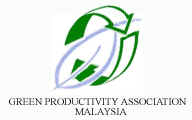 GREEN PRODUCTIVITY ASSOCIATION
MALAYSIA